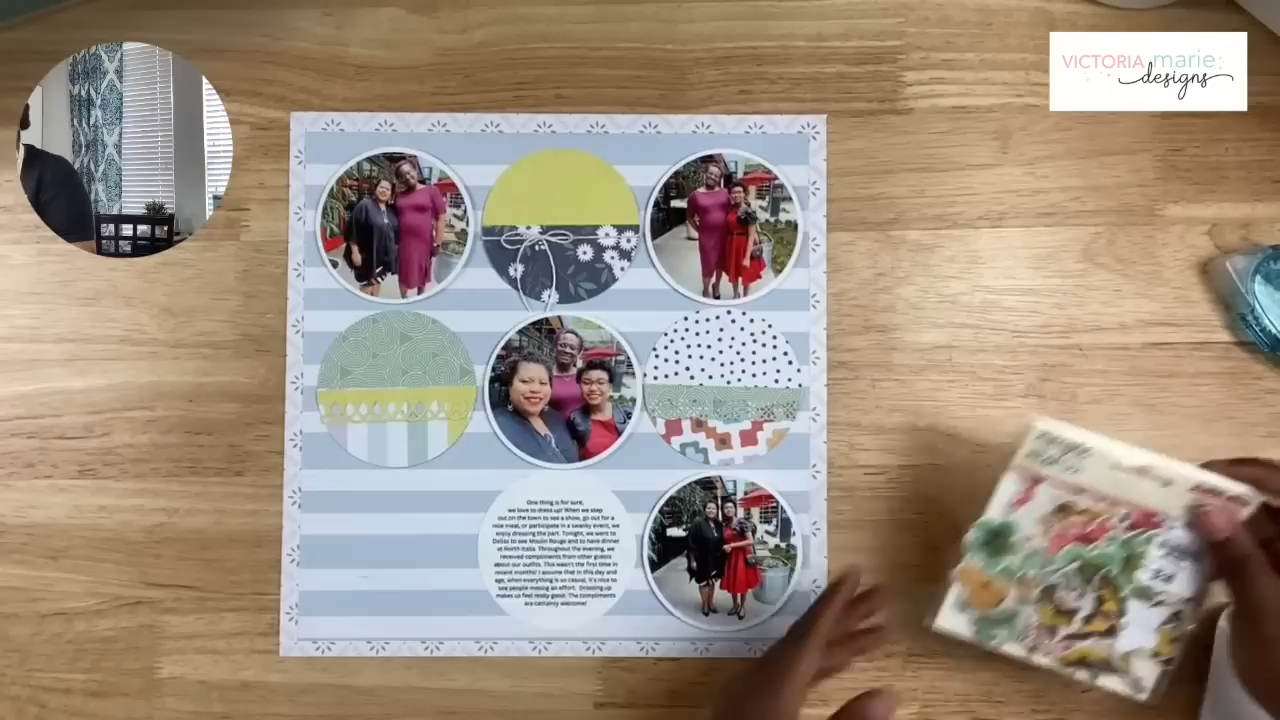 VICTORIA marie
designs
One thing is for sure,
we love to dress up! When we step
out on the town to see a show, go out for a
nice meal, or participate in a swanky event, we
enjoy dressing the part. Tonight, we went to
Dallas to see Moulin Rouge and to have dinner
at North Italia. Throughout the evening, we
received compliments from other guests
about our outfits. This wasn't the first time in
recent months! I assume that in this day and
age, when everything is so casual, it's nice to
see people making an effort. Dressing up
makes us feel really good. The compliments
are certainly welcome!